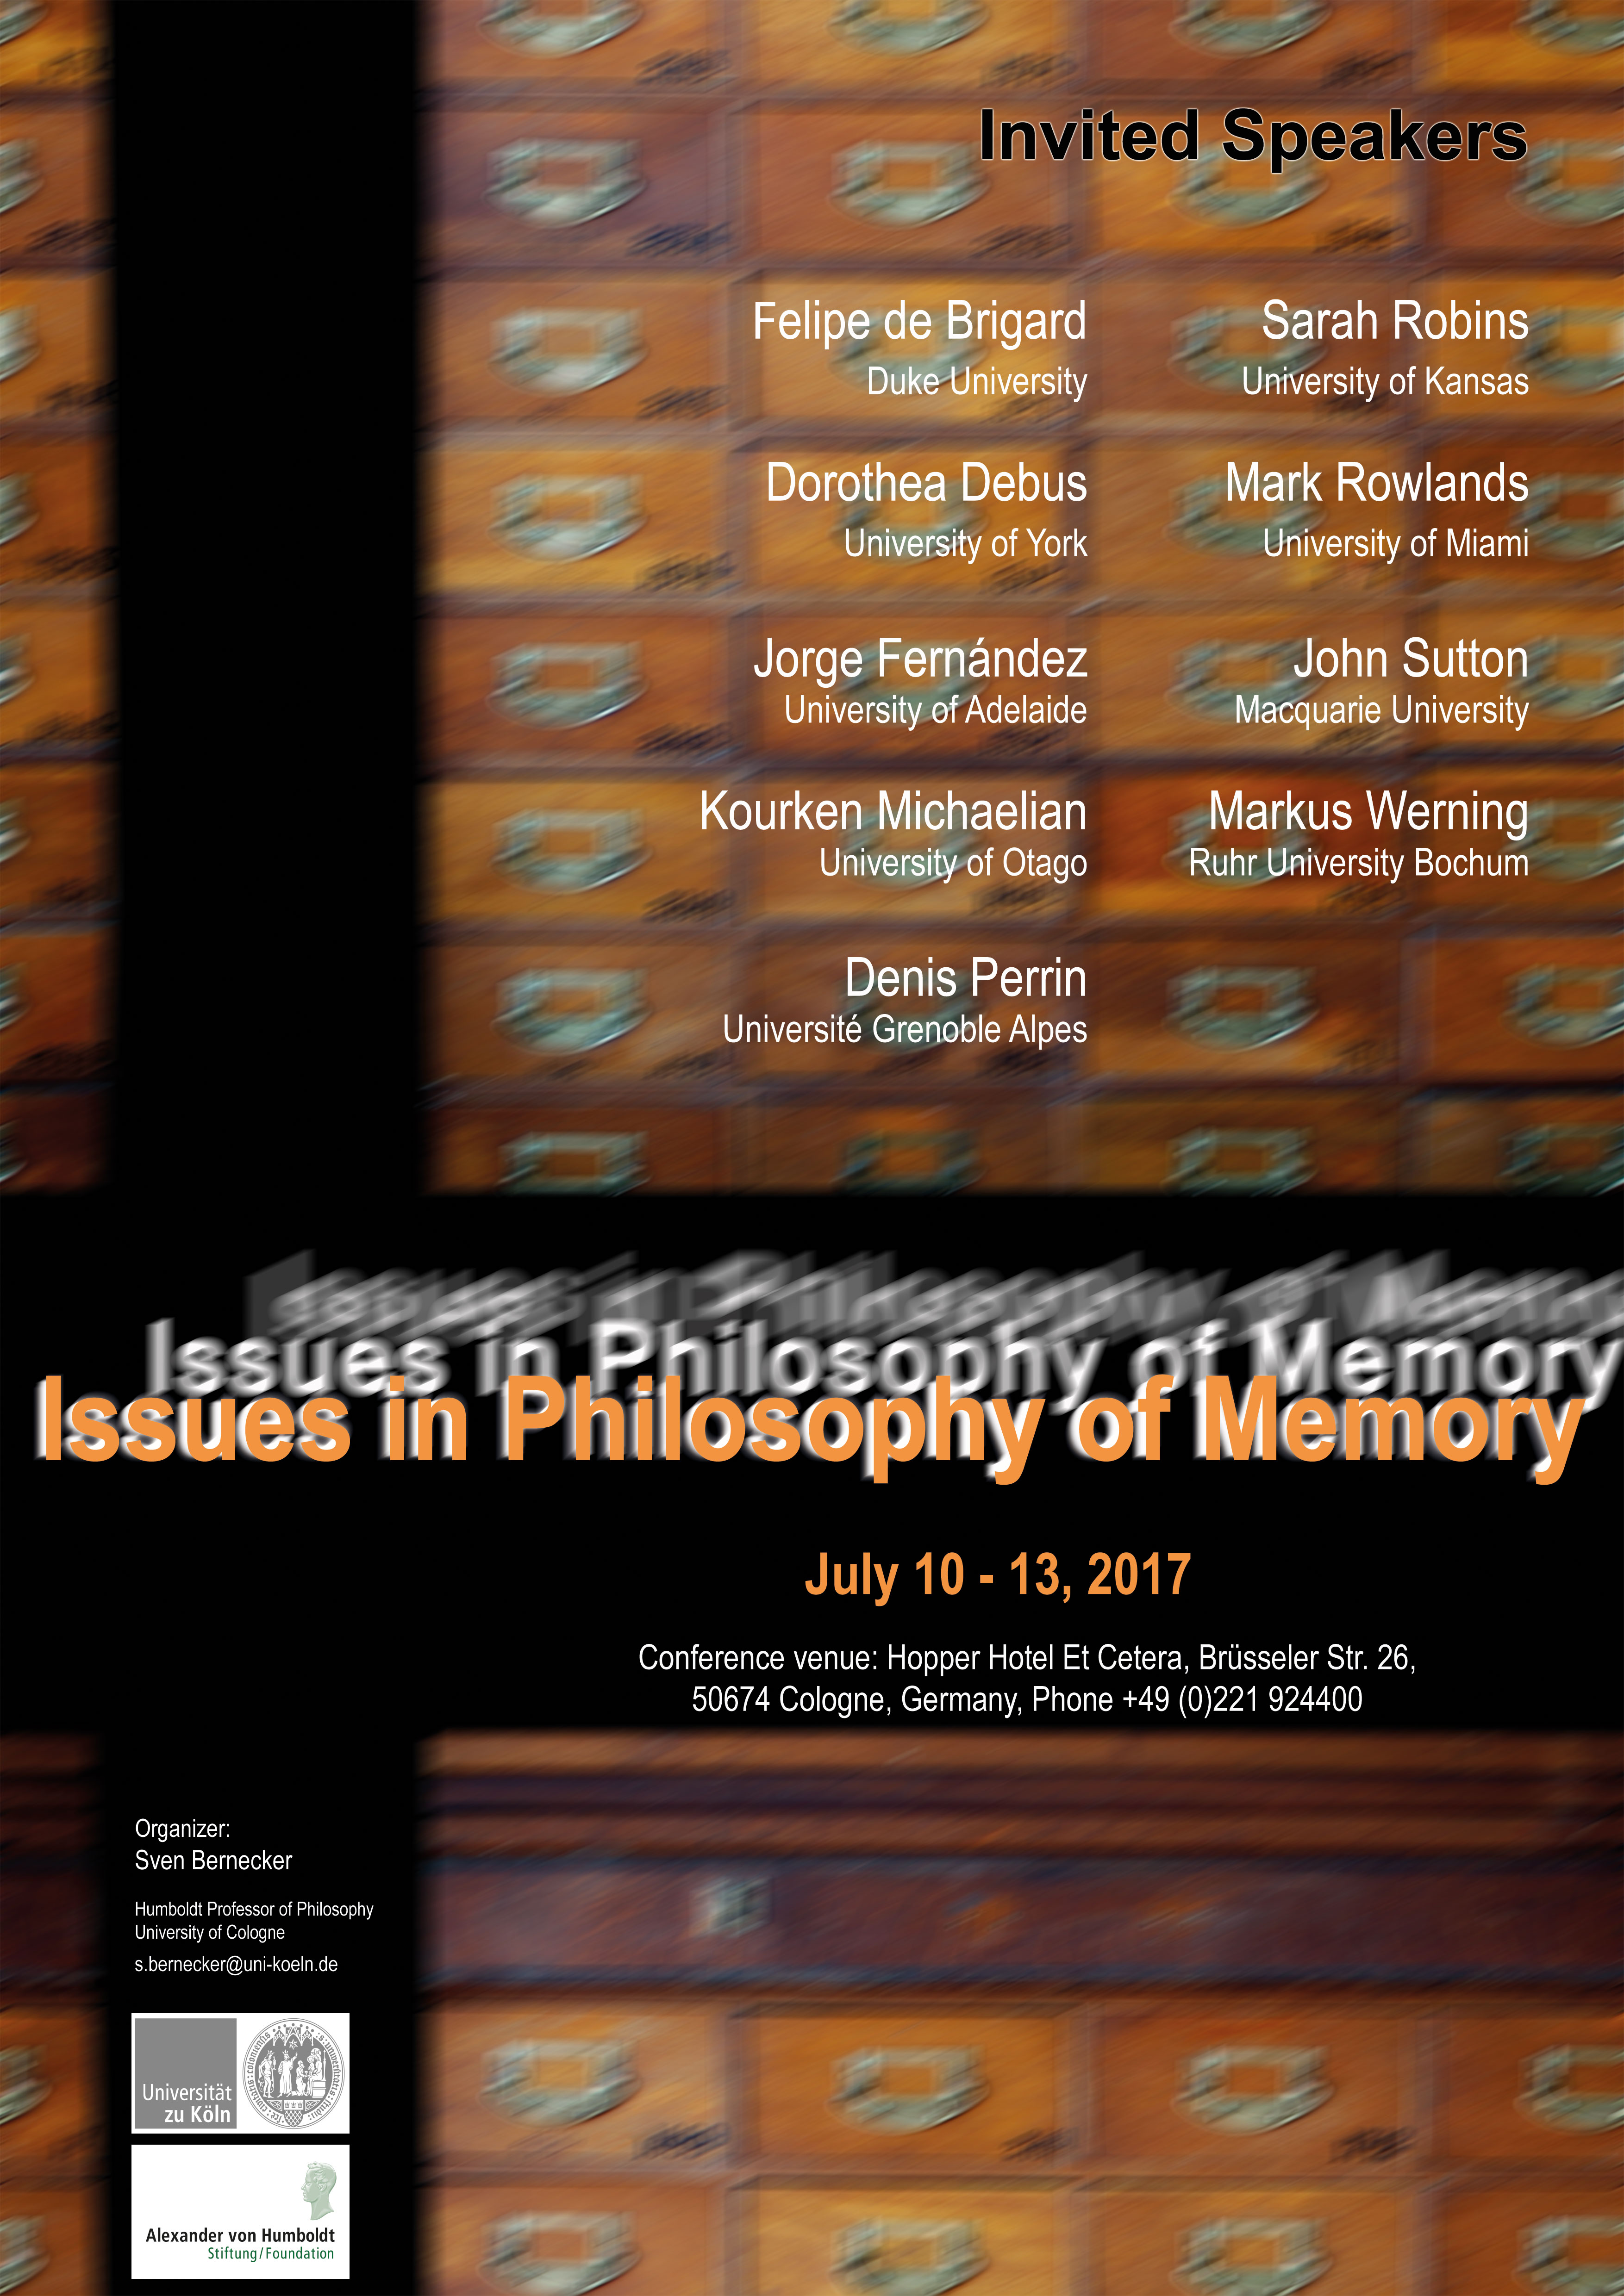 Invited Speakers
Felipe de Brigard
Duke University
Dorothea Debus
University of York
Jorge Fernández
University of Adelaide
Kourken Michaelian
University of Otago
Denis Perrin
Université Grenoble Alpes
Sarah Robins
University of Kansas
Mark Rowlands
University of Miami
John Sutton
Macquarie University
Markus Werning
Ruhr University Bochum
Issues in Philosophy of Memory
Issues in Philosophy of Memory
Issues in Philosophy of Memory
July 10 - 13, 2017
Conference venue: Hopper Hotel Et Cetera, Brüsseler Str. 26,
50674 Cologne, Germany, Phone +49 (0)221 924400
Organizer:
Sven Bernecker
Humboldt Professor of Philosophy
University of Cologne
s.bernecker@uni-koeln.de
Universität
zu Köln
Alexander von Humboldt
Stiftung/Foundation